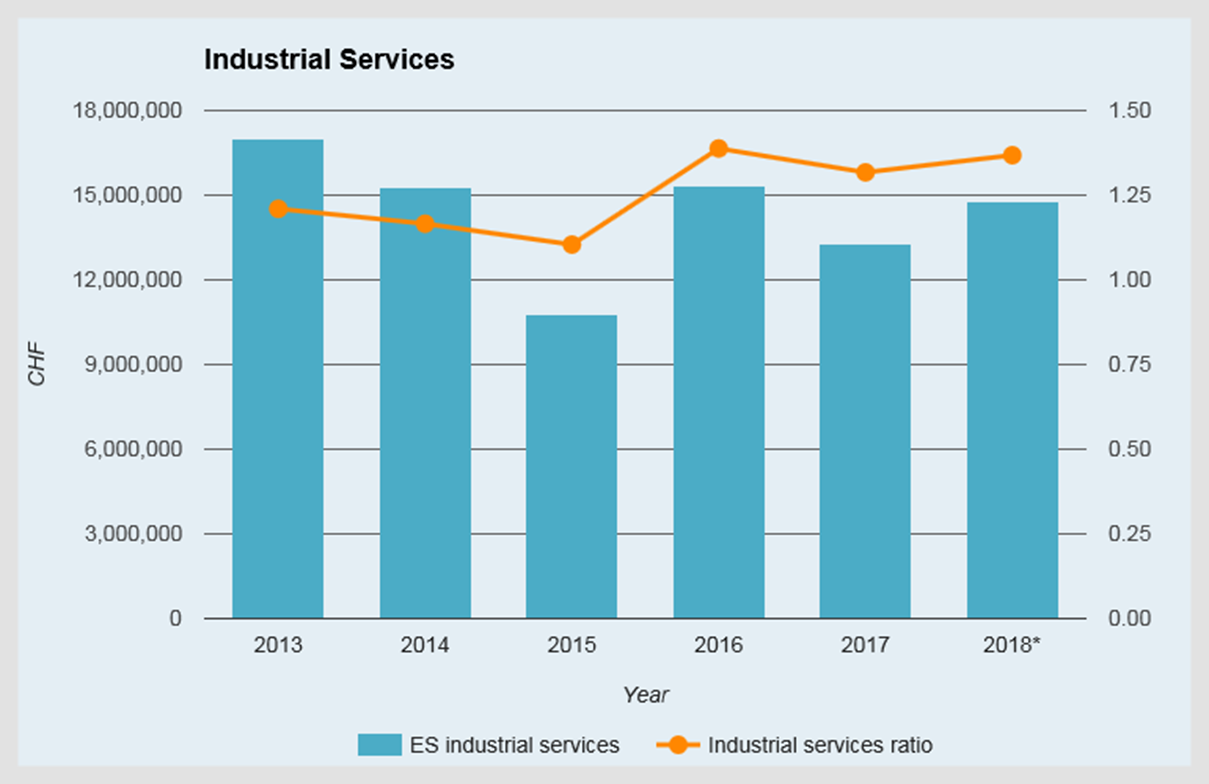 Industrial Services
18,000,000
15,000,000
12,000,000
9,000,000
6,000,000
3,000,000
0
CHF
1.50
1.25
1.00
0.75
0.50
0.25
0.00
2013 2014 2015 2016 2017 2018*
Year
ES industrial services Industrial services ratio